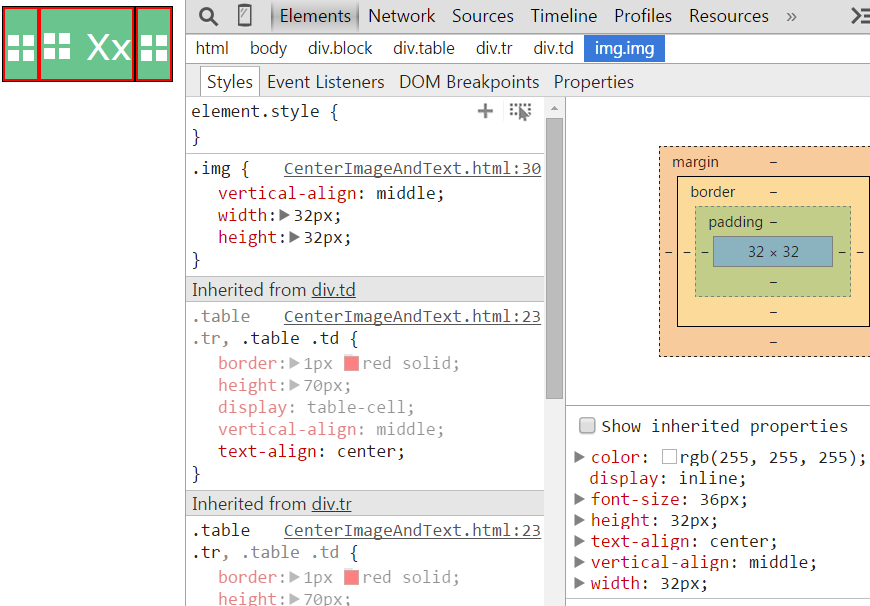 Xx
Elements Network Sources Timeline Profiles Resources »
html body div.block div.table div.tr div.td img.img
Styles Event Listeners DOM Breakpoints Properties
element.style {
}
.img { CenterImageAndText.html:30
vertical-align: middle;
width: 32px;
height: 32px;
}
Inherited from div.td
.table CenterImageAndText.html:23
.tr, .table .td {
border: 1px red solid;
height: 70px;
display: table-cell;
vertical-align: middle;
text-align: center;
}
Inherited from div.tr
.table CenterImageAndText.html:23
.tr, .table .td {
border: 1px red solid;
height: 70px;
margin –
border –
padding –
– – – 32 × 32 – –
–
–
–
Show inherited properties
color: rgb(255, 255, 255);
display: inline;
font-size: 36px;
height: 32px;
text-align: center;
vertical-align: middle;
width: 32px;